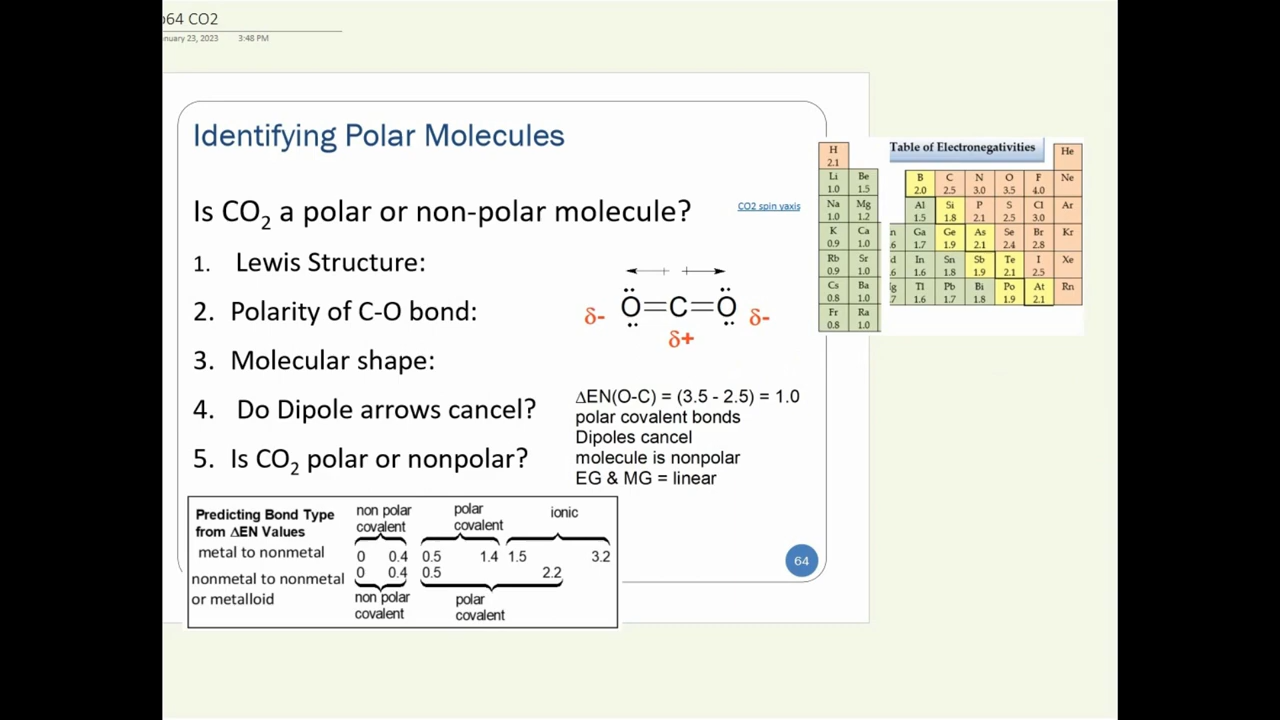 p64 CO2
nuary 23, 2023 3:48 PM
Identifying Polar Molecules
Is CO₂ a polar or non-polar molecule?
CO2 spin yaxis
1. Lewis Structure:
2. Polarity of C-O bond:
3. Molecular shape:
4. Do Dipole arrows cancel?
5. Is CO₂ polar or nonpolar?
δ- O=C=O δ-
δ+
ΔEN(O-C) = (3.5 - 2.5) = 1.0
polar covalent bonds
Dipoles cancel
molecule is nonpolar
EG & MG = linear
Predicting Bond Type
from ΔEN Values
non polar
covalent
polar
covalent
ionic
metal to nonmetal 0 0.4 0.5 1.4 1.5 3.2
nonmetal to nonmetal 0 0.4 0.5 2.2
or metalloid
non polar
covalent
polar
covalent
64
Table of Electronegativities
H He
2.1
Li Be B C N O F Ne
1.0 1.5 2.0 2.5 3.0 3.5 4.0
Na Mg Al Si P S Cl Ar
1.0 1.2 1.5 1.8 2.1 2.5 3.0
K Ca n Ga Ge As Se Br Kr
0.9 1.0 .6 1.7 1.9 2.1 2.4 2.8
Rb Sr d In Sn Sb Te I Xe
0.9 1.0 .6 1.6 1.8 1.9 2.1 2.5
Cs Ba g Tl Pb Bi Po At Rn
0.8 1.0 .7 1.6 1.7 1.8 1.9 2.1
Fr Ra
0.8 1.0